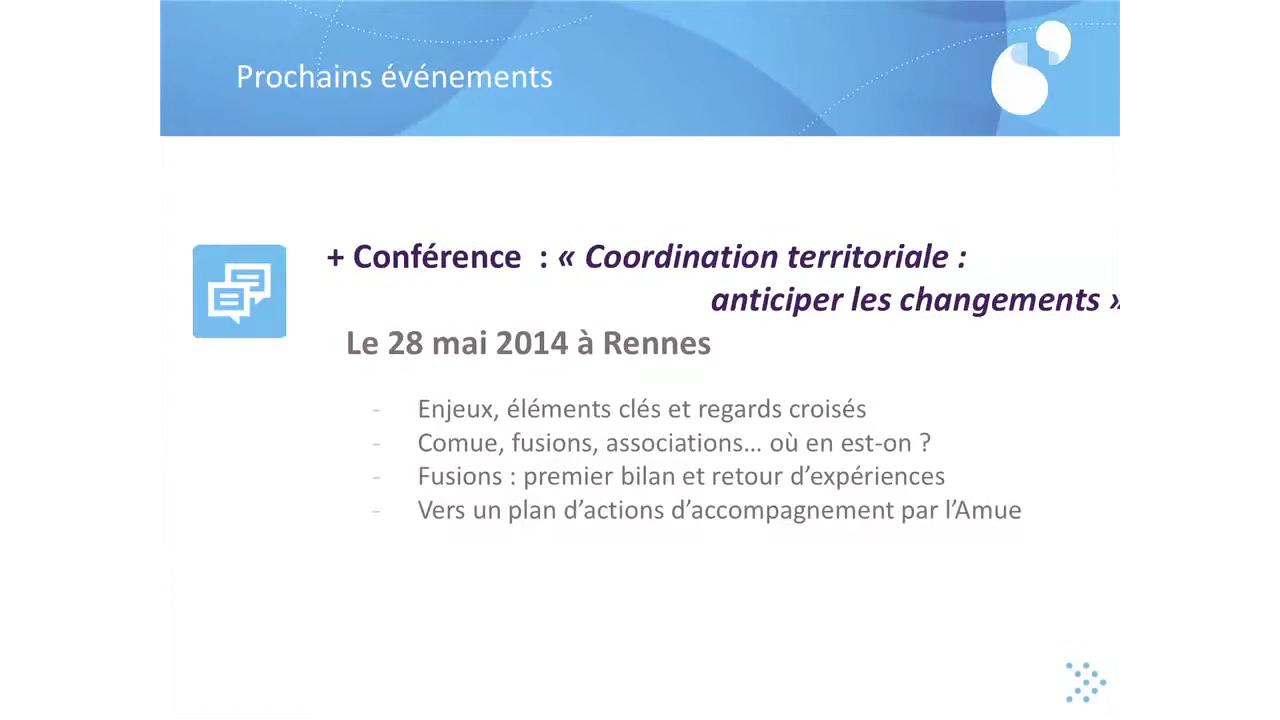 Prochains événements
+ Conférence : « Coordination territoriale :
anticiper les changements »
Le 28 mai 2014 à Rennes
- Enjeux, éléments clés et regards croisés
- Comue, fusions, associations… où en est-on ?
- Fusions : premier bilan et retour d’expériences
- Vers un plan d’actions d’accompagnement par l’Amue